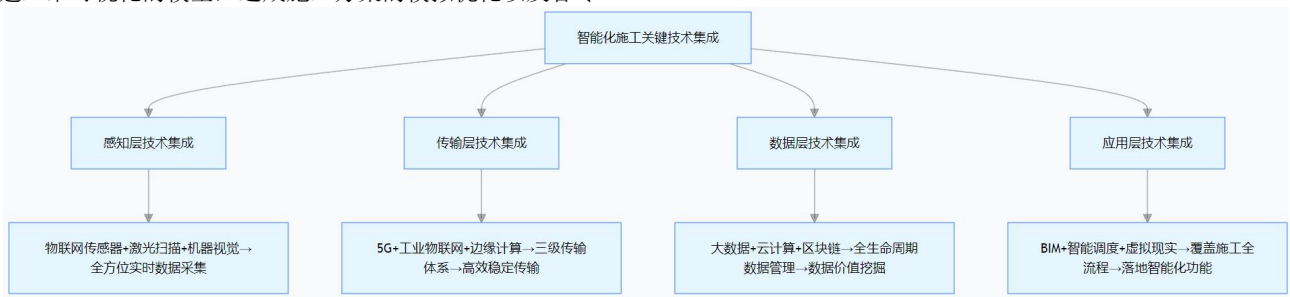 智能化施工关键技术集成
感知层技术集成
传输层技术集成
数据层技术集成
应用层技术集成
物联网传感器+激光扫描+机器视觉→
全方位实时数据采集
5G+工业物联网+边缘计算→三级传输
体系→高效稳定传输
大数据+云计算+区块链→全生命周期
数据管理→数据价值挖掘
BIM+智能调度+虚拟现实→覆盖施工全
流程→落地智能化功能